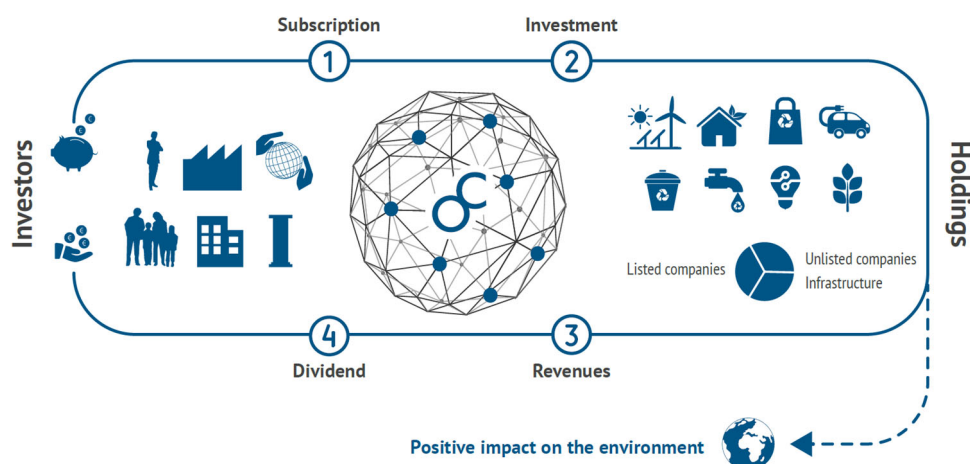 Subscription
Investment
1
2
Investors
Holdings
€
€
OC
Listed companies
Unlisted companies
Infrastructure
€
€
4
3
Dividend
Revenues
Positive impact on the environment